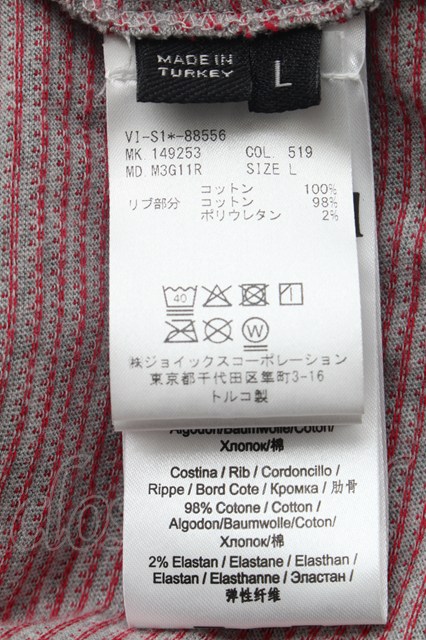 MADE IN
TURKEY
L
VI-S1*-88556
MK. 149253 COL. 519
MD. M3G11R SIZE L
コットン 100%
リブ部分 コットン 98%
ポリウレタン 2%
40
W
㈱ジョイックスコーポレーション
東京都千代田区隼町3-16
トルコ製
Algodon/Baumwolle/Coton/
Хлопок/棉
Costina / Rib / Cordoncillo /
Rippe / Bord Cote / Кромка / 肋骨
98% Cotone / Cotton /
Algodon/Baumwolle/Coton/
Хлопок/棉
2% Elastan / Elastane / Elasthan /
Elastan / Elasthanne / Эластан /
弹性纤维